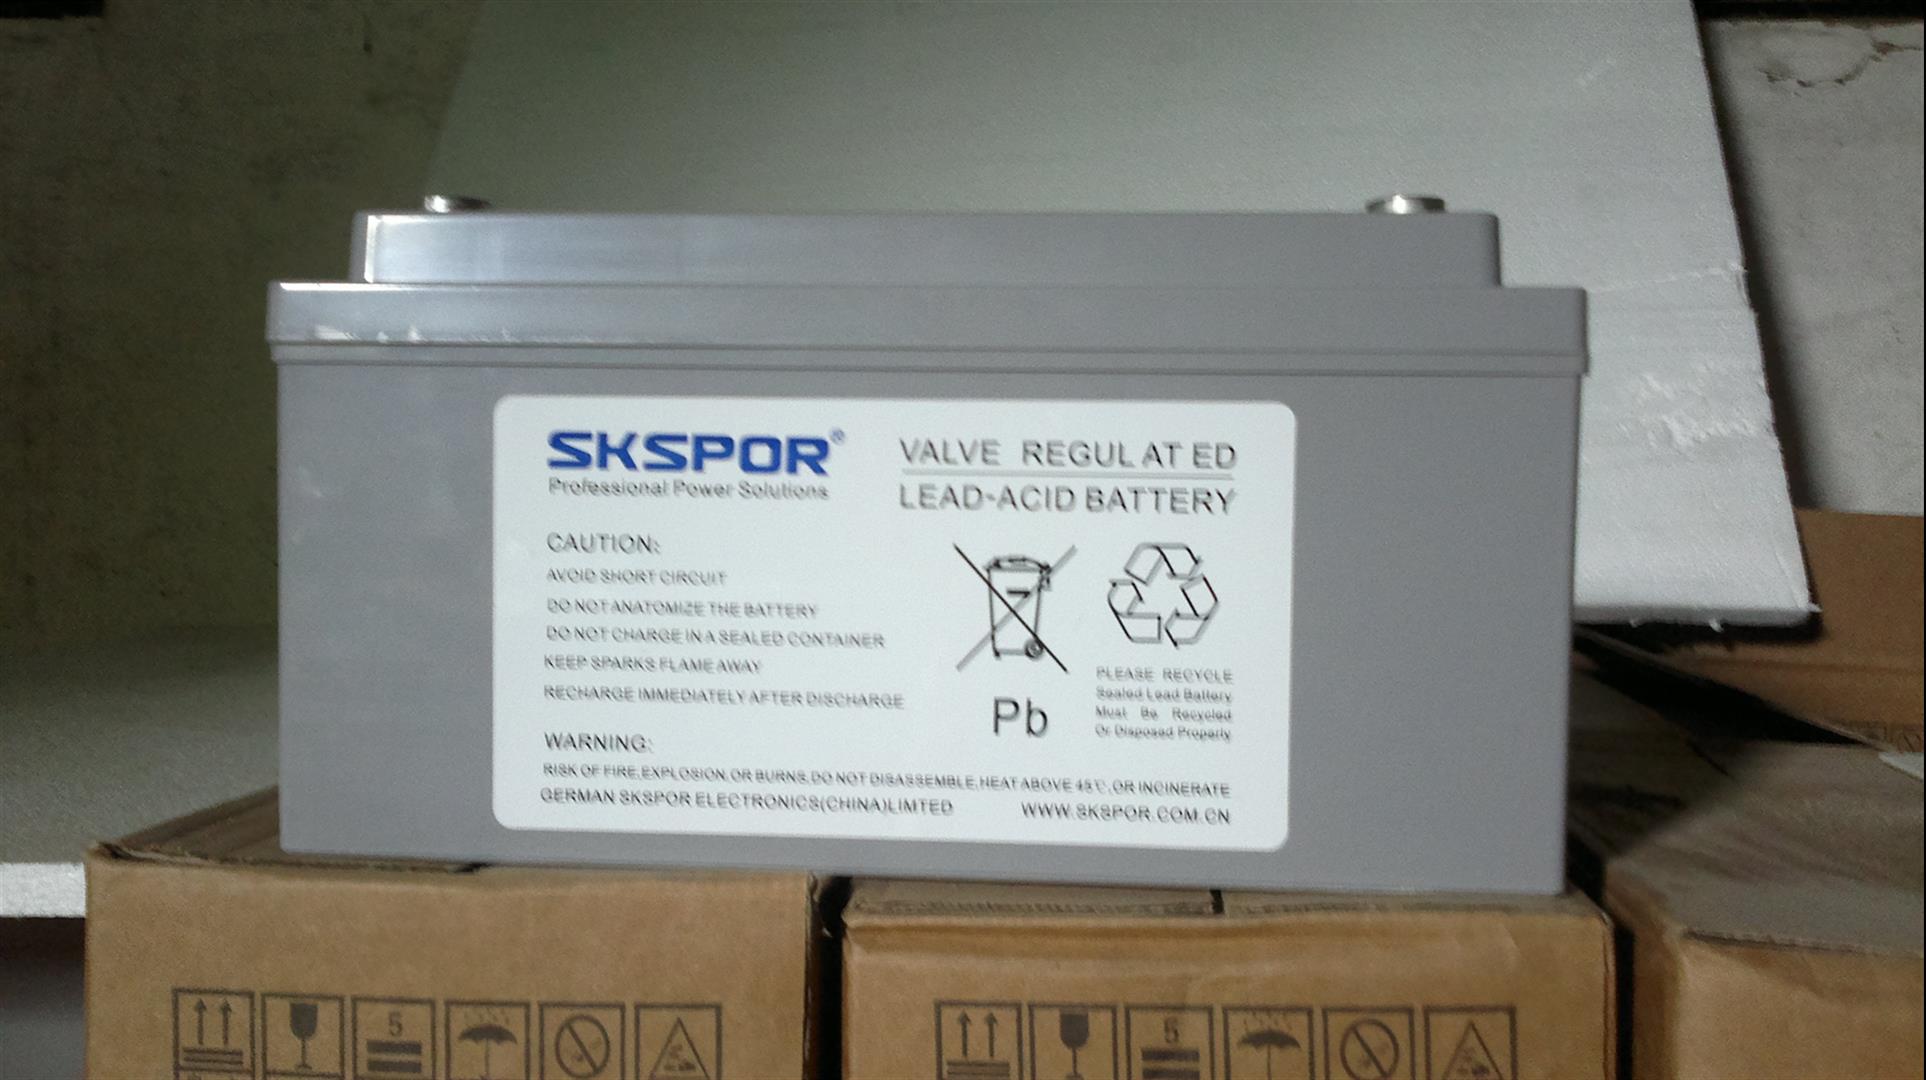 SKSPOR®
Professional Power Solutions
VALVE REGULATED
LEAD-ACID BATTERY
CAUTION:
AVOID SHORT CIRCUIT
DO NOT ANATOMIZE THE BATTERY
DO NOT CHARGE IN A SEALED CONTAINER
KEEP SPARKS FLAME AWAY
RECHARGE IMMEDIATELY AFTER DISCHARGE
Pb
PLEASE RECYCLE
Sealed Lead Battery
Must Be Recycled
Or Disposed Properly
WARNING:
RISK OF FIRE,EXPLOSION,OR BURNS,DO NOT DISASSEMBLE,HEAT ABOVE 45℃,OR INCINERATE
GERMAN SKSPOR ELECTRONICS(CHINA)LIMTED
WWW.SKSPOR.COM.CN
5
5